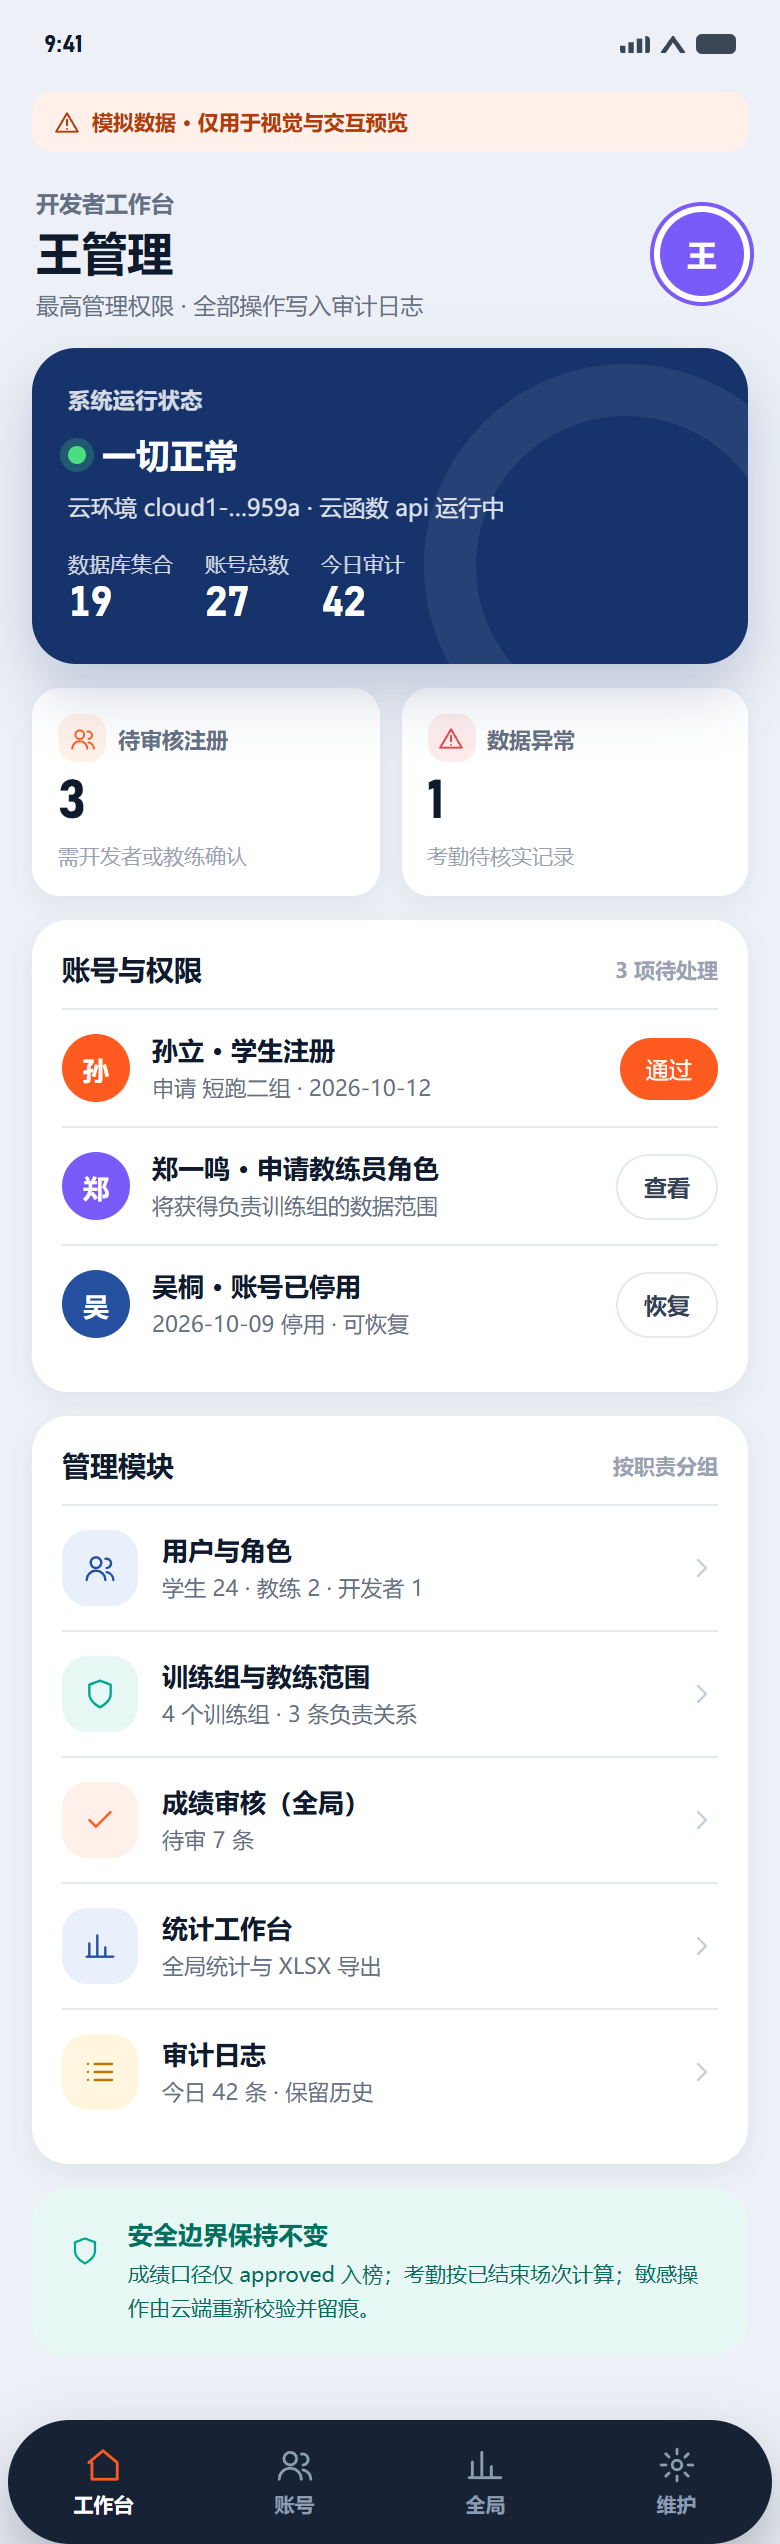 9:41
模拟数据 • 仅用于视觉与交互预览
开发者工作台
王管理
最高管理权限 · 全部操作写入审计日志
王
系统运行状态
一切正常
云环境 cloud1-...959a · 云函数 api 运行中
数据库集合 账号总数 今日审计
19 27 42
待审核注册
3
需开发者或教练确认
数据异常
1
考勤待核实记录
账号与权限 3 项待处理
孙
孙立 • 学生注册
申请 短跑二组 · 2026-10-12
通过
郑
郑一鸣 • 申请教练员角色
将获得负责训练组的数据范围
查看
吴
吴桐 • 账号已停用
2026-10-09 停用 · 可恢复
恢复
管理模块 按职责分组
用户与角色
学生 24 · 教练 2 · 开发者 1
训练组与教练范围
4 个训练组 · 3 条负责关系
成绩审核（全局）
待审 7 条
统计工作台
全局统计与 XLSX 导出
审计日志
今日 42 条 · 保留历史
安全边界保持不变
成绩口径仅 approved 入榜；考勤按已结束场次计算；敏感操
作由云端重新校验并留痕。
工作台 账号 全局 维护